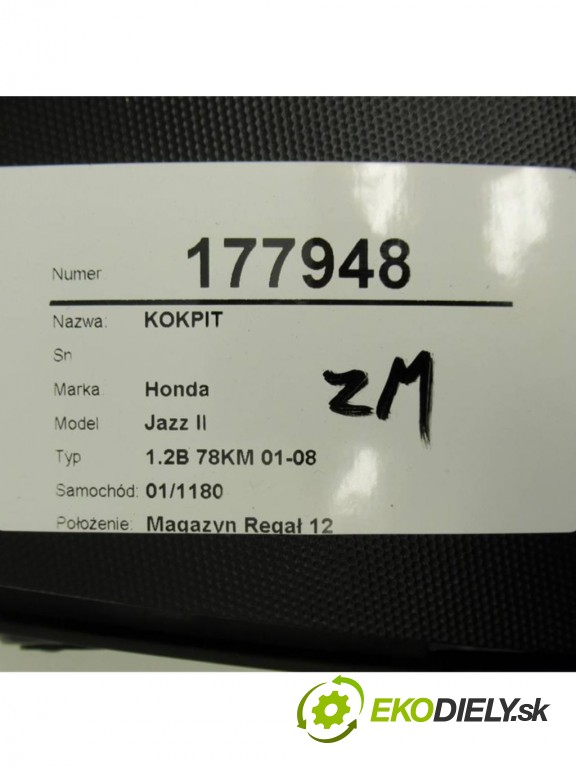 Numer 177948
Nazwa: KOKPIT
Sn
Marka Honda
Model Jazz II
Typ 1.2B 78KM 01-08
Samochód: 01/1180
Położenie: Magazyn Regał 12
ZM
EKODIELY.sk